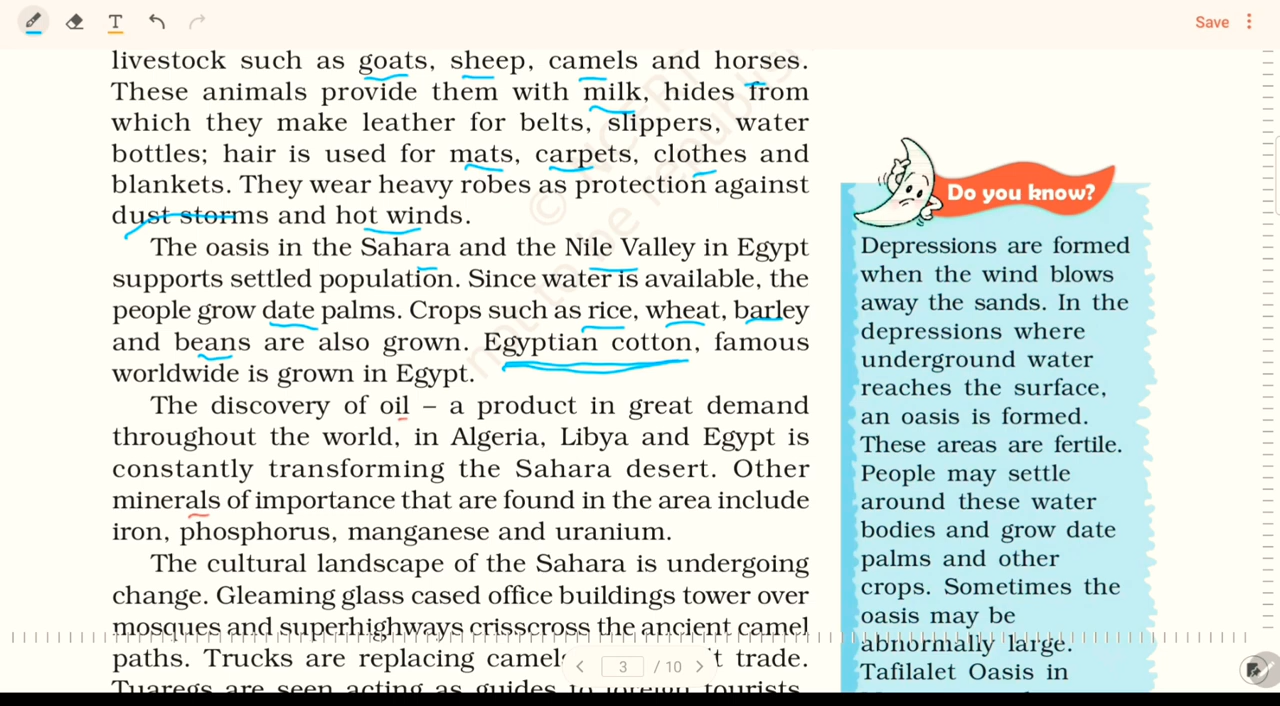 Save
livestock such as goats, sheep, camels and horses.
These animals provide them with milk, hides from
which they make leather for belts, slippers, water
bottles; hair is used for mats, carpets, clothes and
blankets. They wear heavy robes as protection against
dust storms and hot winds.
The oasis in the Sahara and the Nile Valley in Egypt
supports settled population. Since water is available, the
people grow date palms. Crops such as rice, wheat, barley
and beans are also grown. Egyptian cotton, famous
worldwide is grown in Egypt.
The discovery of oil – a product in great demand
throughout the world, in Algeria, Libya and Egypt is
constantly transforming the Sahara desert. Other
minerals of importance that are found in the area include
iron, phosphorus, manganese and uranium.
The cultural landscape of the Sahara is undergoing
change. Gleaming glass cased office buildings tower over
mosques and superhighways crisscross the ancient camel
paths. Trucks are replacing camels t trade.
Tuaregs are seen acting as guides to foreign tourists.
Do you know?
Depressions are formed
when the wind blows
away the sands. In the
depressions where
underground water
reaches the surface,
an oasis is formed.
These areas are fertile.
People may settle
around these water
bodies and grow date
palms and other
crops. Sometimes the
oasis may be
abnormally large.
Tafilalet Oasis in
3 / 10